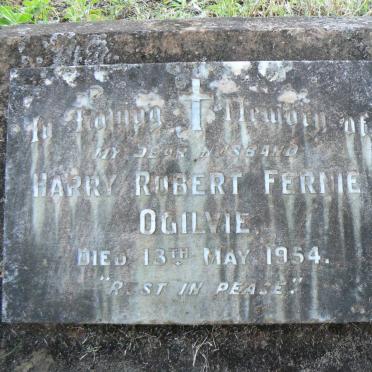 In Loving Memory of
MY DEAR HUSBAND
HARRY ROBERT FERNIE
OGILVIE.
DIED 13TH MAY 1954.
"REST IN PEACE."